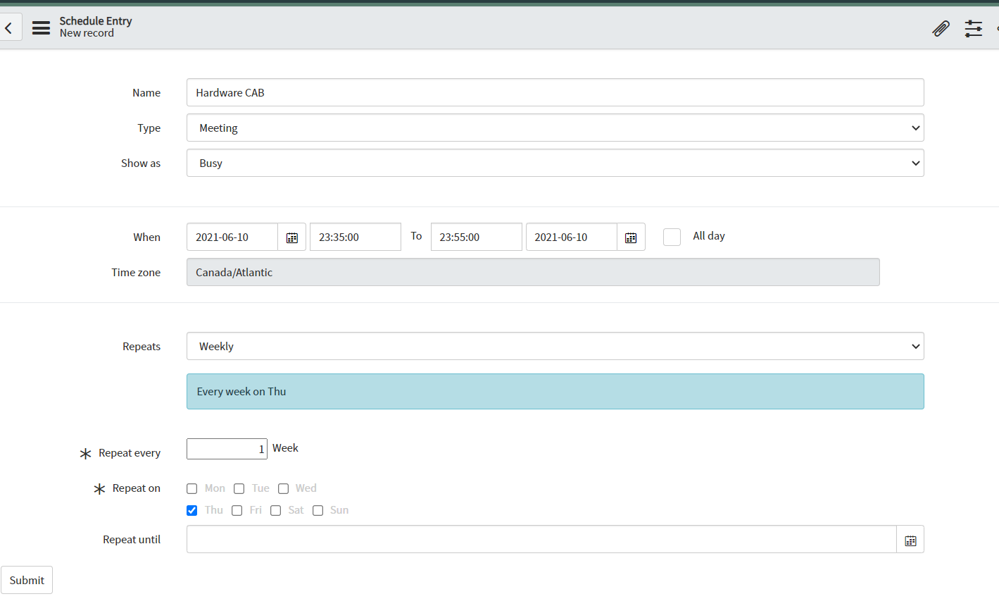 Schedule Entry
New record
Name Hardware CAB
Type Meeting
Show as Busy
When 2021-06-10 23:35:00 To 23:55:00 2021-06-10 All day
Time zone Canada/Atlantic
Repeats Weekly
Every week on Thu
Repeat every 1 Week
Repeat on Mon Tue Wed
Thu Fri Sat Sun
Repeat until
Submit